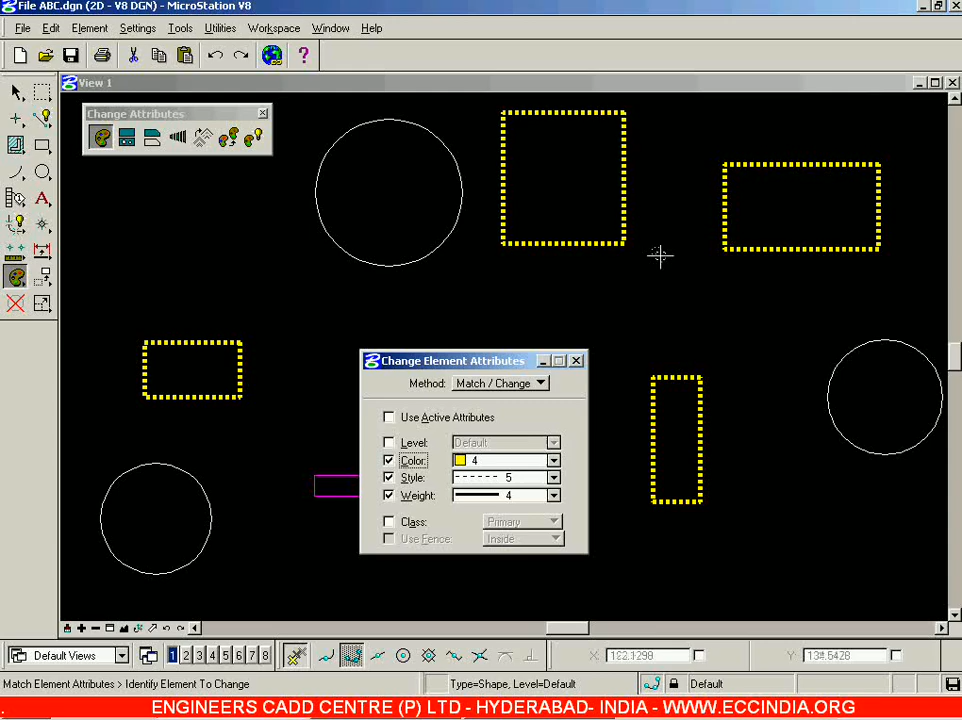 File ABC.dgn (2D - V8 DGN) - MicroStation V8
File Edit Element Settings Tools Utilities Workspace Window Help
View 1
Change Attributes
Change Element Attributes
Method: Match / Change
Use Active Attributes
Level: Default
Color: 4
Style: 5
Weight: 4
Class: Primary
Use Fence: Inside
Default Views 1 2 3 4 5 6 7 8 X: Y:
Match Element Attributes > Identify Element To Change Type=Shape, Level=Default Default
ENGINEERS CADD CENTRE (P) LTD - HYDERABAD- INDIA - WWW.ECCINDIA.ORG